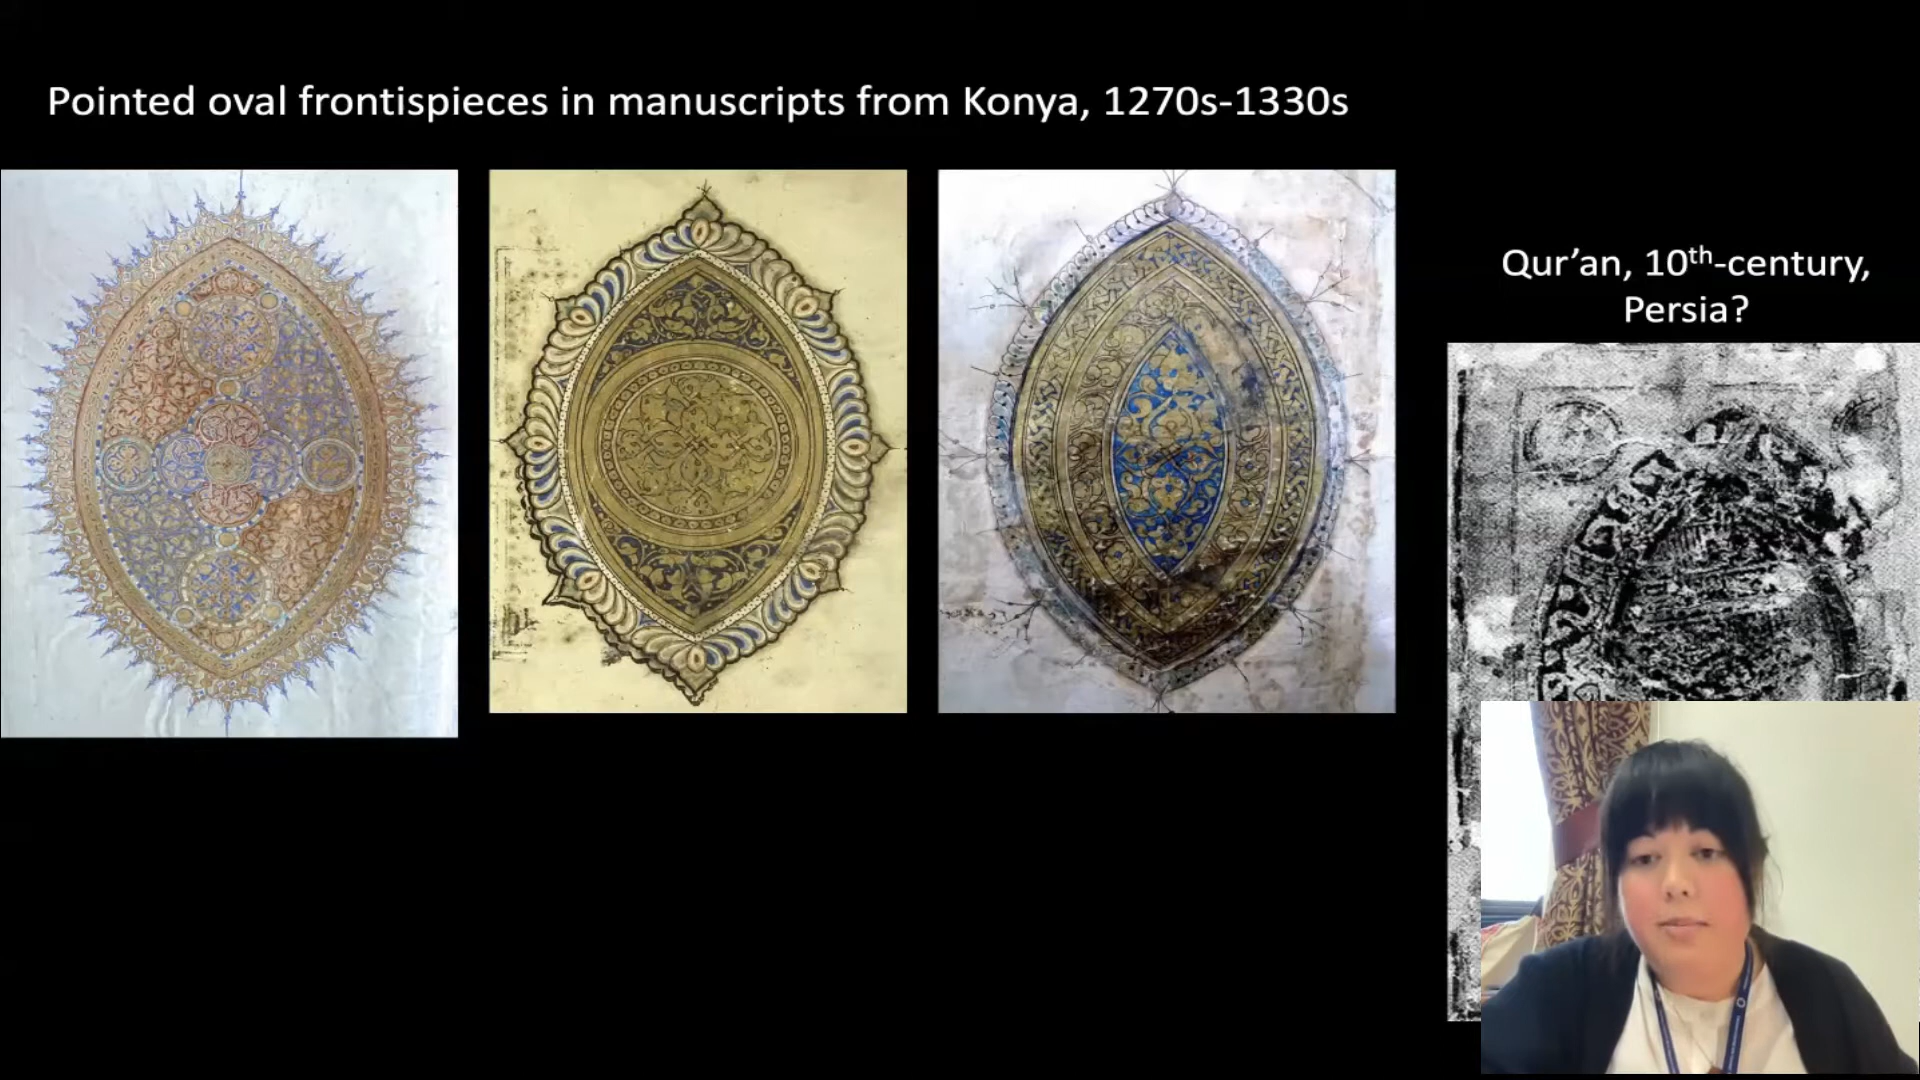 Pointed oval frontispieces in manuscripts from Konya, 1270s-1330s
Qur’an, 10th-century,
Persia?